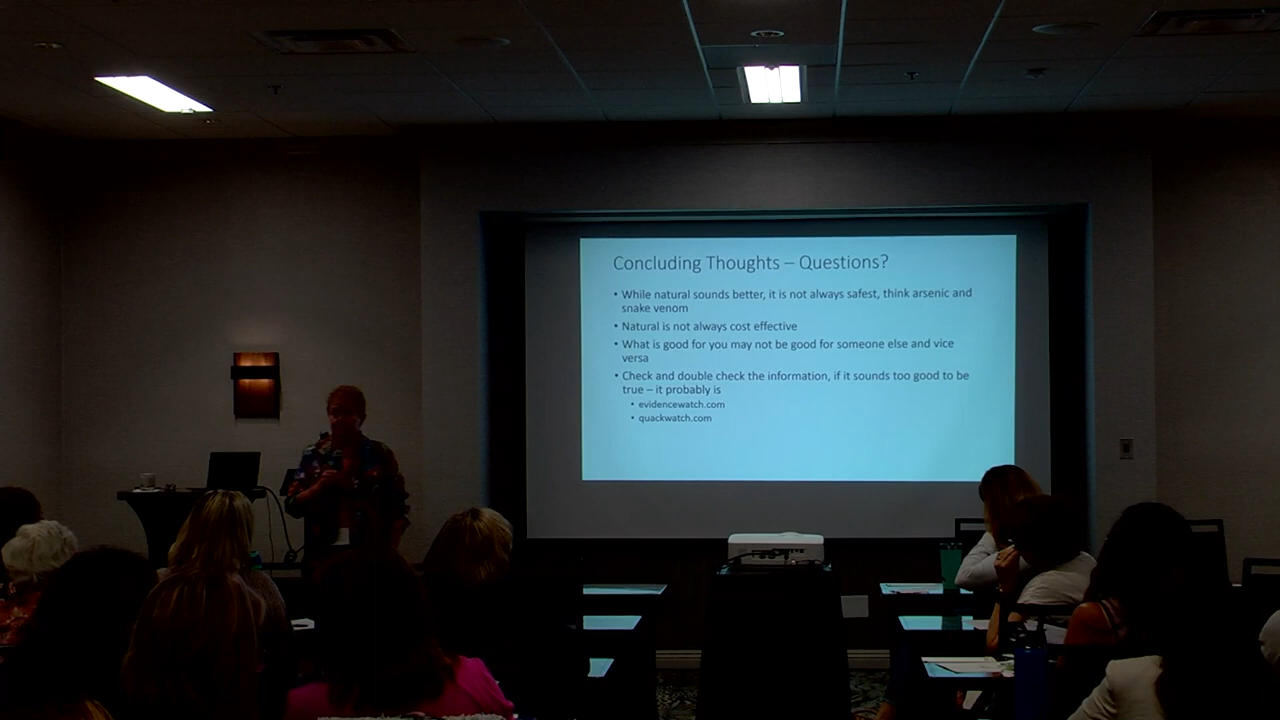 Concluding Thoughts – Questions?
• While natural sounds better, it is not always safest, think arsenic and
snake venom
• Natural is not always cost effective
• What is good for you may not be good for someone else and vice
versa
• Check and double check the information, if it sounds too good to be
true – it probably is
• evidencewatch.com
• quackwatch.com